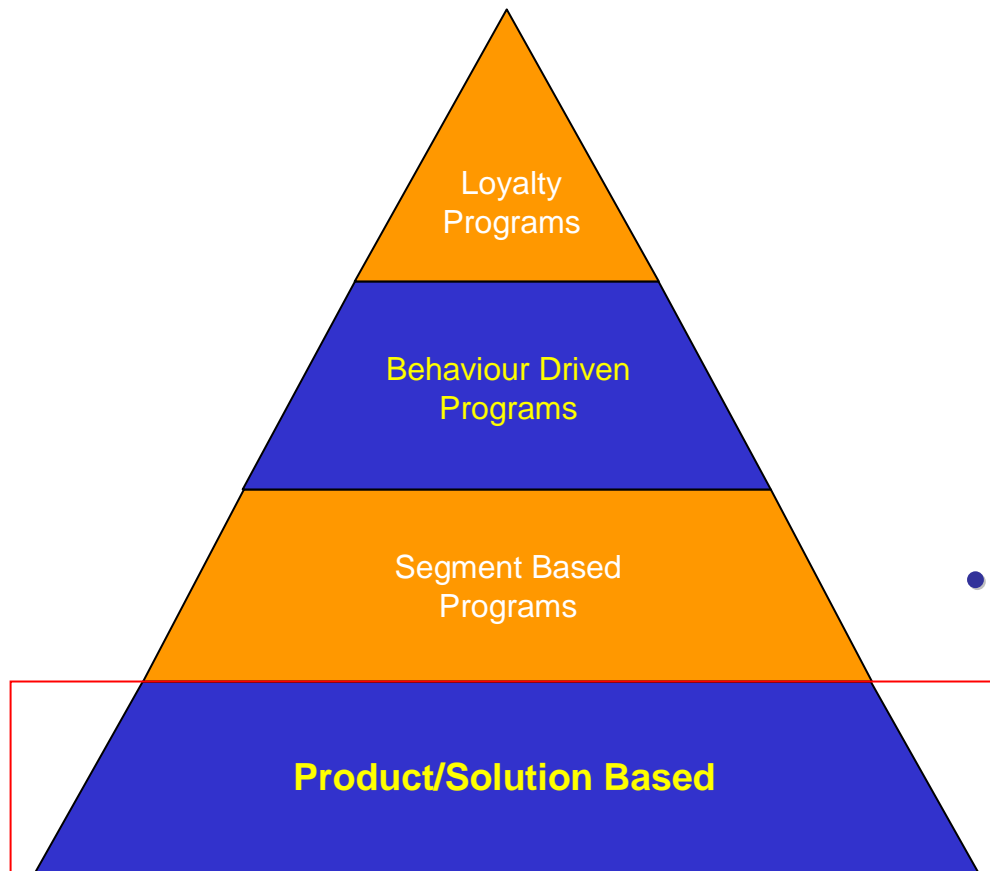 Loyalty
Programs
Behaviour Driven
Programs
Segment Based
Programs
Product/Solution Based